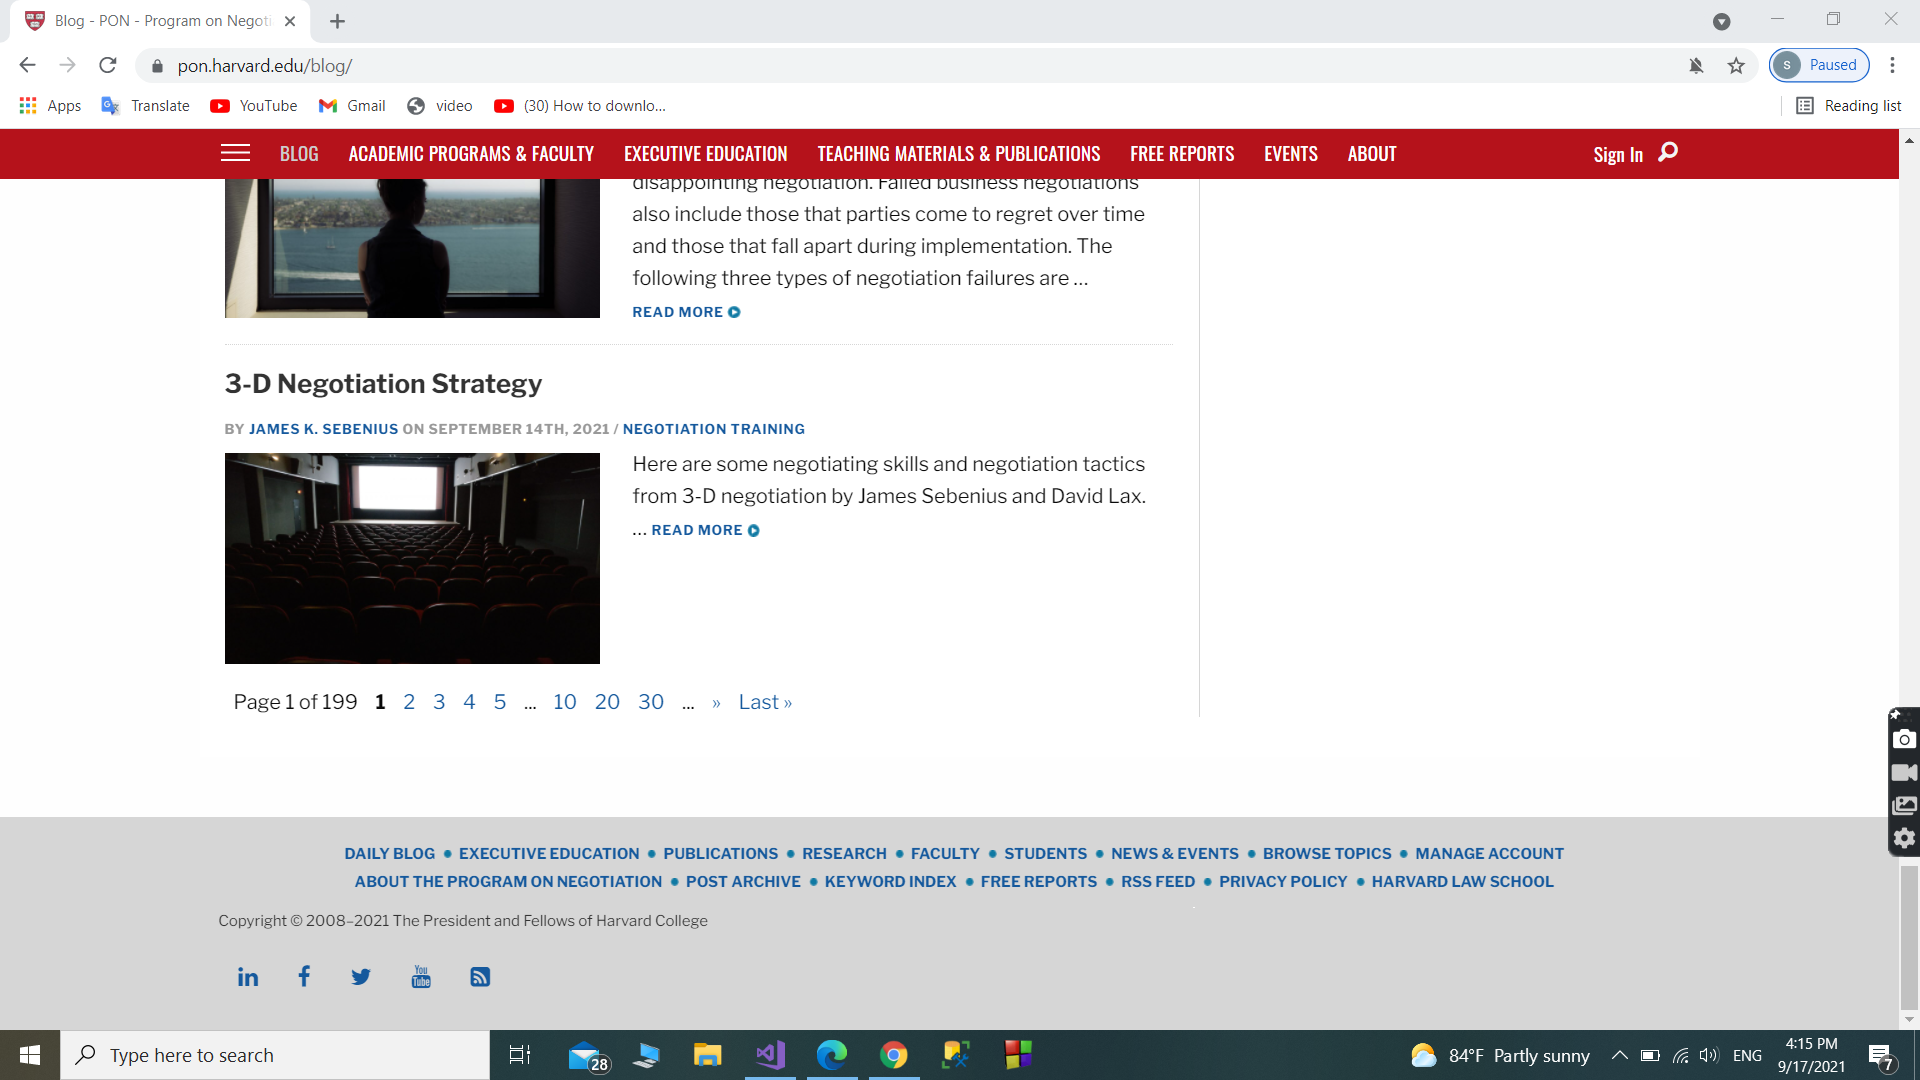 Blog - PON - Program on Negoti
pon.harvard.edu/blog/
S Paused
Apps Translate YouTube Gmail video (30) How to downlo... Reading list
BLOG ACADEMIC PROGRAMS & FACULTY EXECUTIVE EDUCATION TEACHING MATERIALS & PUBLICATIONS FREE REPORTS EVENTS ABOUT Sign In
disappointing negotiation. Failed business negotiations
also include those that parties come to regret over time
and those that fall apart during implementation. The
following three types of negotiation failures are ...
READ MORE
3-D Negotiation Strategy
BY JAMES K. SEBENIUS ON SEPTEMBER 14TH, 2021 / NEGOTIATION TRAINING
Here are some negotiating skills and negotiation tactics
from 3-D negotiation by James Sebenius and David Lax.
... READ MORE
Page 1 of 199 1 2 3 4 5 ... 10 20 30 ... » Last »
DAILY BLOG • EXECUTIVE EDUCATION • PUBLICATIONS • RESEARCH • FACULTY • STUDENTS • NEWS & EVENTS • BROWSE TOPICS • MANAGE ACCOUNT
ABOUT THE PROGRAM ON NEGOTIATION • POST ARCHIVE • KEYWORD INDEX • FREE REPORTS • RSS FEED • PRIVACY POLICY • HARVARD LAW SCHOOL
Copyright © 2008–2021 The President and Fellows of Harvard College
in f You Tube
Type here to search 28 84°F Partly sunny ENG 4:15 PM
9/17/2021 7